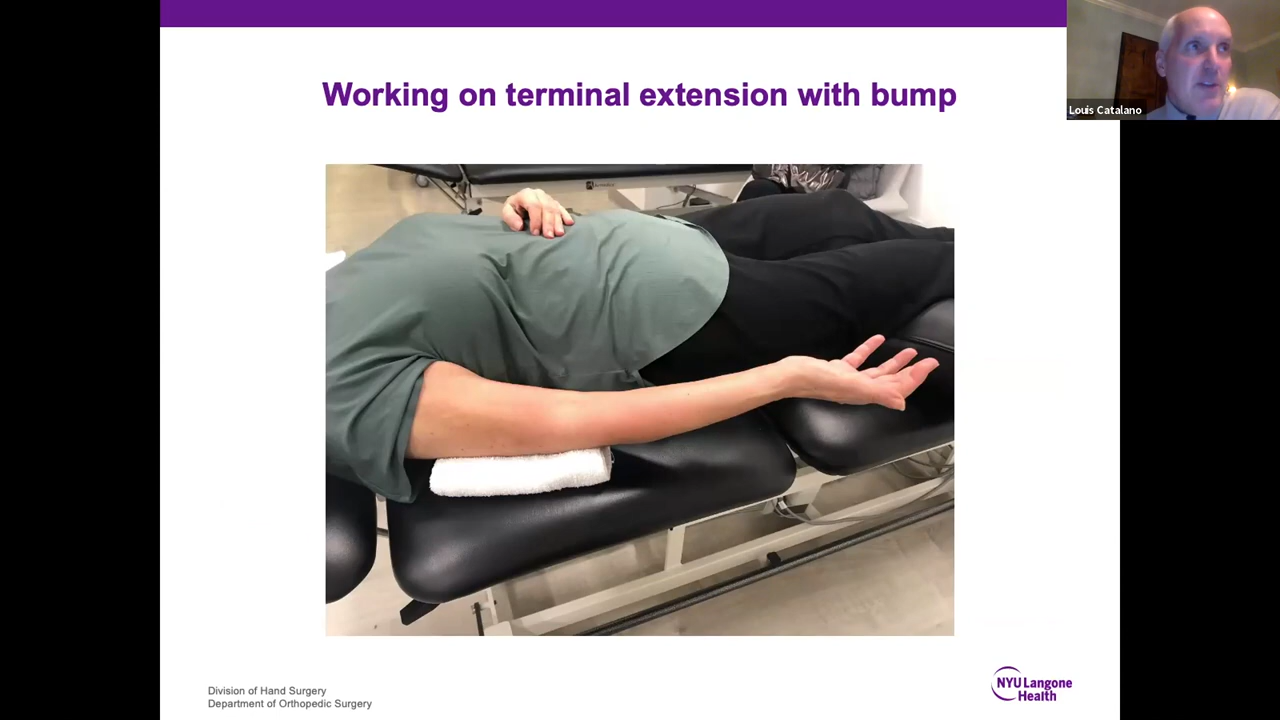 Working on terminal extension with bump
Louis Catalano
Division of Hand Surgery
Department of Orthopedic Surgery
NYU Langone
Health